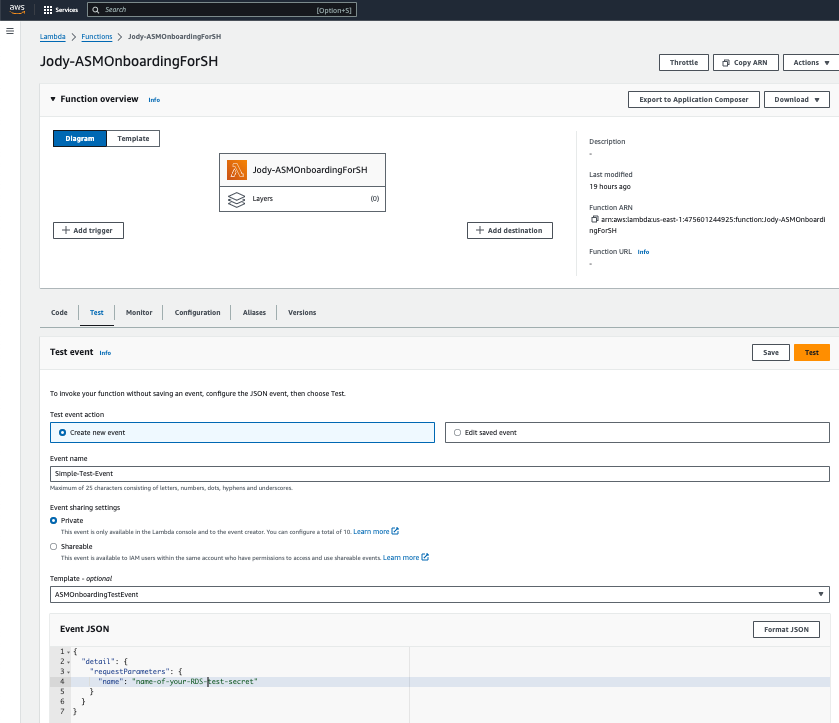 aws
Services
Search
[Option+S]
Lambda > Functions > Jody-ASMOnboardingForSH
Jody-ASMOnboardingForSH
Throttle
Copy ARN
Actions
Function overview Info
Export to Application Composer
Download
Diagram
Template
Jody-ASMOnboardingForSH
Layers
(0)
+ Add trigger
+ Add destination
Description
-
Last modified
19 hours ago
Function ARN
arn:aws:lambda:us-east-1:475601244925:function:Jody-ASMOnboardi
ngForSH
Function URL Info
-
Code
Test
Monitor
Configuration
Aliases
Versions
Test event Info
Save
Test
To invoke your function without saving an event, configure the JSON event, then choose Test.
Test event action
Create new event
Edit saved event
Event name
Simple-Test-Event
Maximum of 25 characters consisting of letters, numbers, dots, hyphens and underscores.
Event sharing settings
Private
This event is only available in the Lambda console and to the event creator. You can configure a total of 10. Learn more
Shareable
This event is available to IAM users within the same account who have permissions to access and use shareable events. Learn more
Template - optional
ASMOnboardingTestEvent
Event JSON
Format JSON
1 {
2 "detail": {
3 "requestParameters": {
4 "name": "name-of-your-RDS-test-secret"
5 }
6 }
7 }